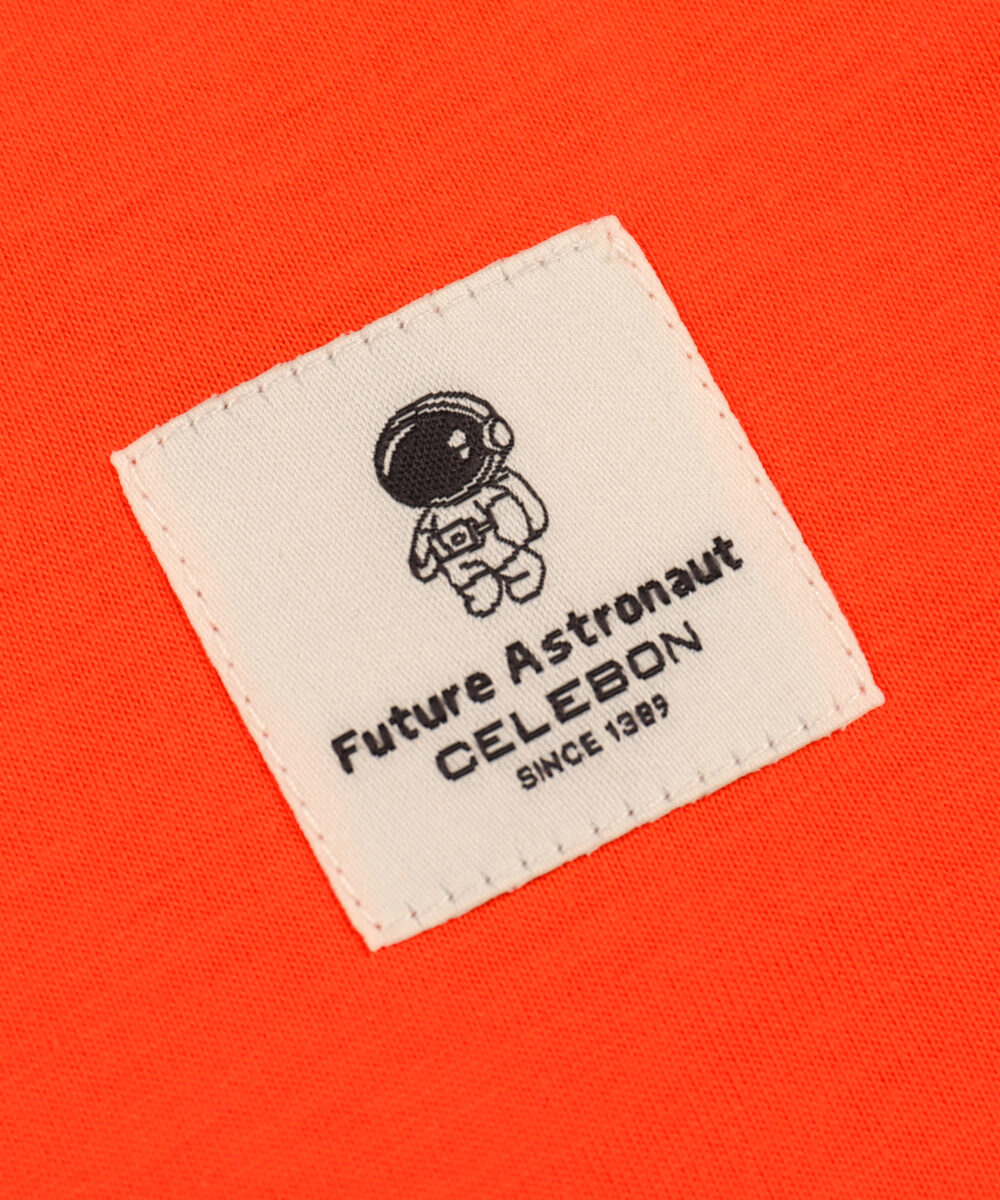 Future Astronaut
CELEBON
SINCE 1389